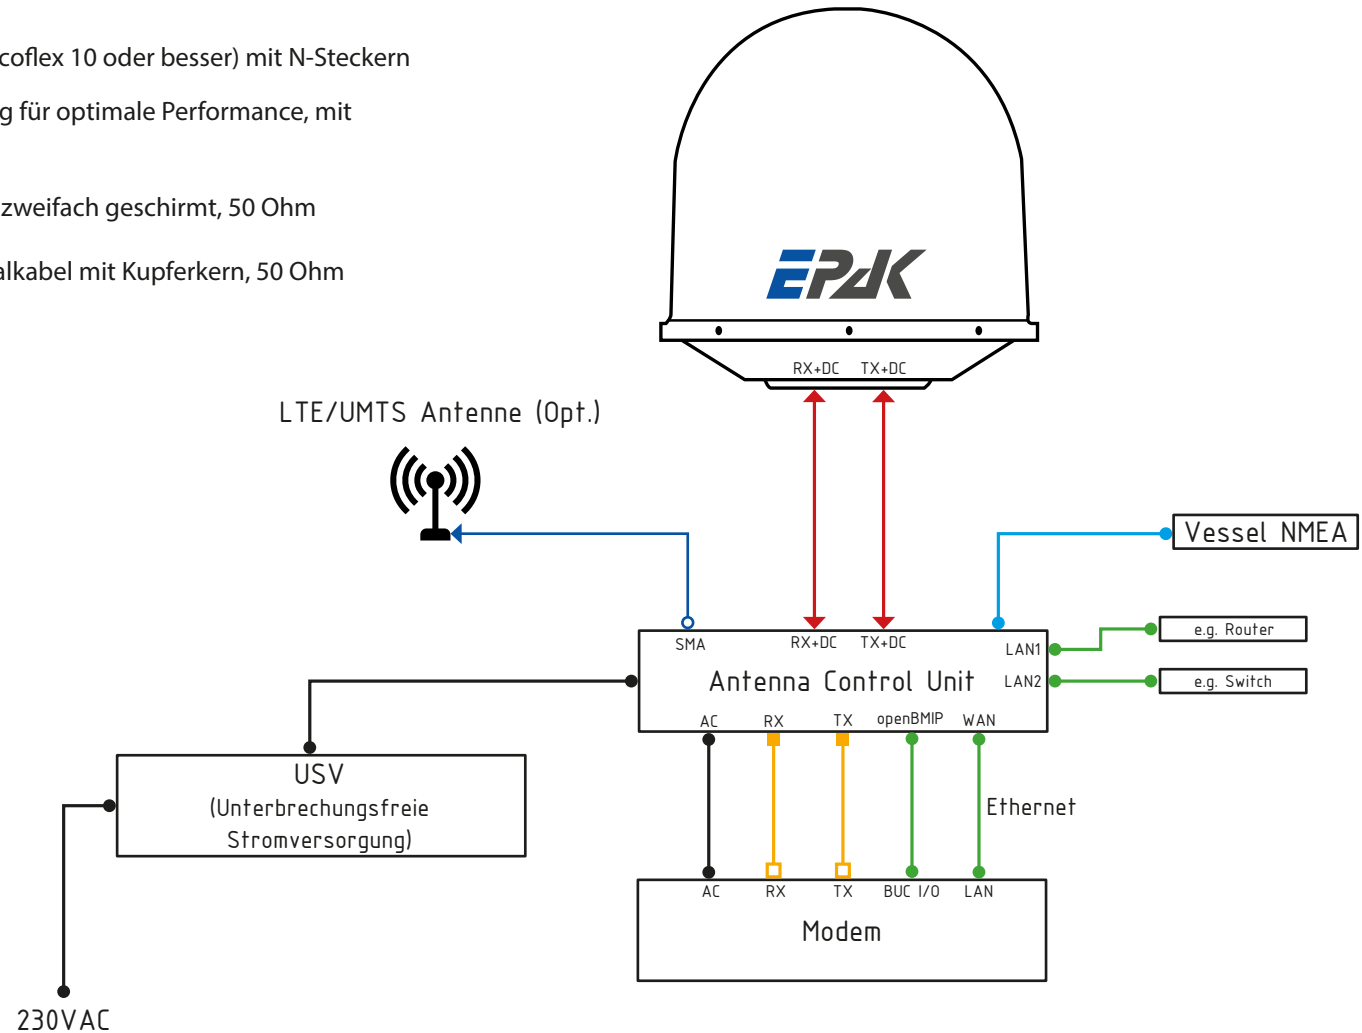 coflex 10 oder besser) mit N-Steckern
g für optimale Performance, mit
zweifach geschirmt, 50 Ohm
alkabel mit Kupferkern, 50 Ohm
EPAK
RX+DC TX+DC
LTE/UMTS Antenne (Opt.)
Vessel NMEA
SMA RX+DC TX+DC
LAN1 e.g. Router
Antenna Control Unit
LAN2 e.g. Switch
AC RX TX openBMIP WAN
USV
(Unterbrechungsfreie
Stromversorgung)
Ethernet
AC RX TX BUC I/O LAN
Modem
230VAC